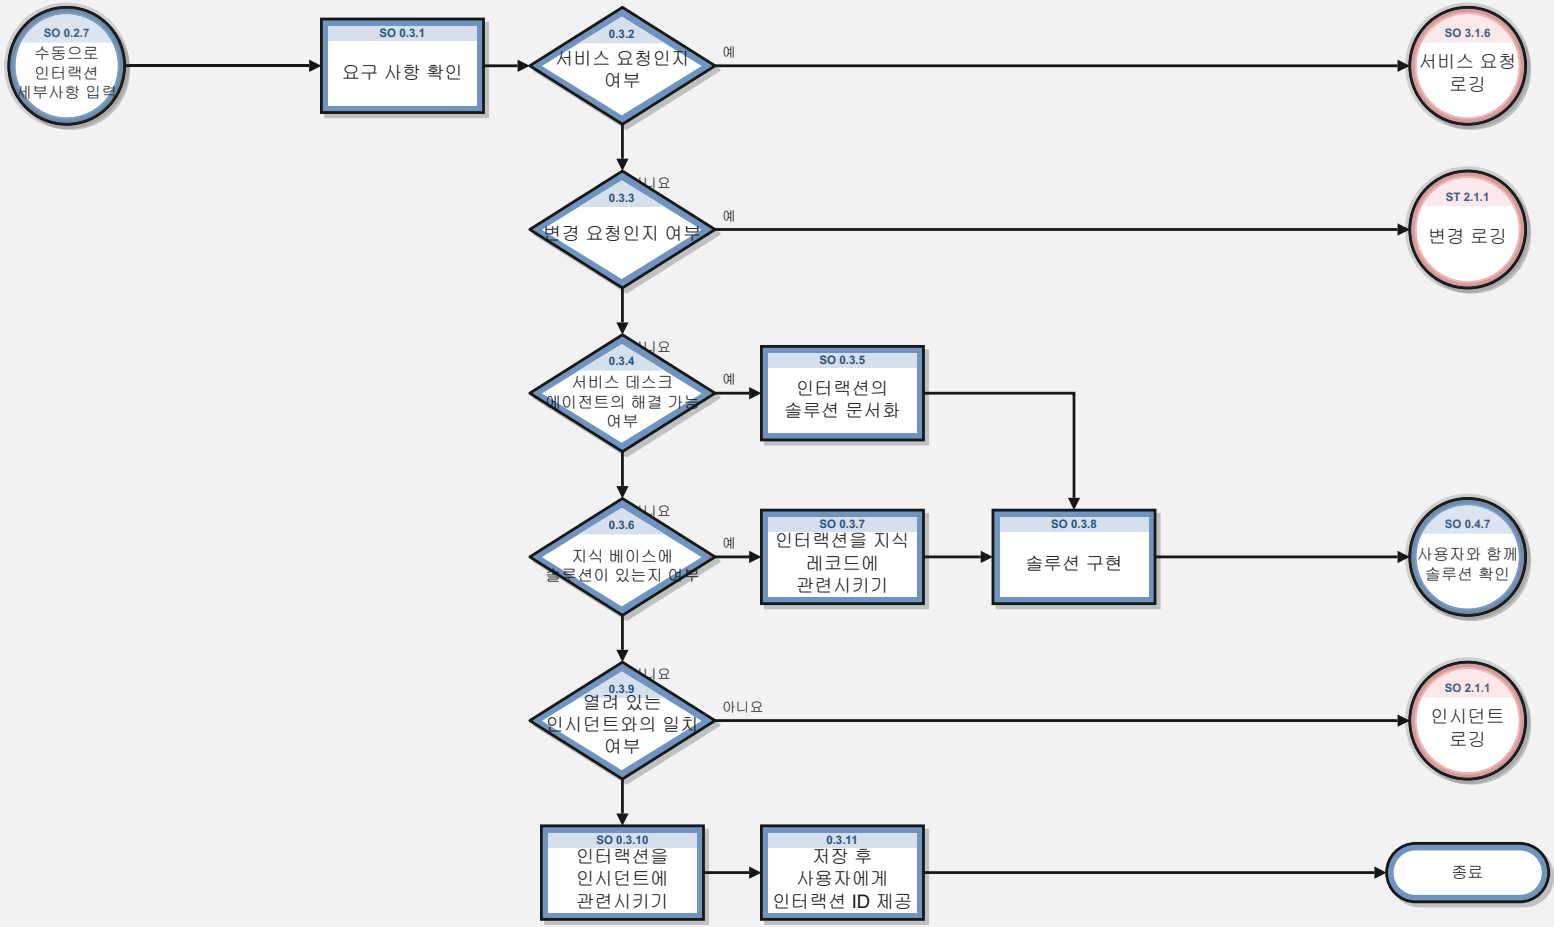 SO 0.2.7
수동으로
인터랙션
세부사항 입력
SO 0.3.1
요구 사항 확인
0.3.2
서비스 요청인지
여부
예
SO 3.1.6
서비스 요청
로깅
아니요
0.3.3
변경 요청인지 여부
예
ST 2.1.1
변경 로깅
아니요
0.3.4
서비스 데스크
에이전트의 해결 가능
여부
예
SO 0.3.5
인터랙션의
솔루션 문서화
아니요
0.3.6
지식 베이스에
솔루션이 있는지 여부
예
SO 0.3.7
인터랙션을 지식
레코드에
관련시키기
SO 0.3.8
솔루션 구현
SO 0.4.7
사용자와 함께
솔루션 확인
아니요
0.3.9
열려 있는
인시던트와의 일치
여부
아니요
SO 2.1.1
인시던트
로깅
SO 0.3.10
인터랙션을
인시던트에
관련시키기
0.3.11
저장 후
사용자에게
인터랙션 ID 제공
종료